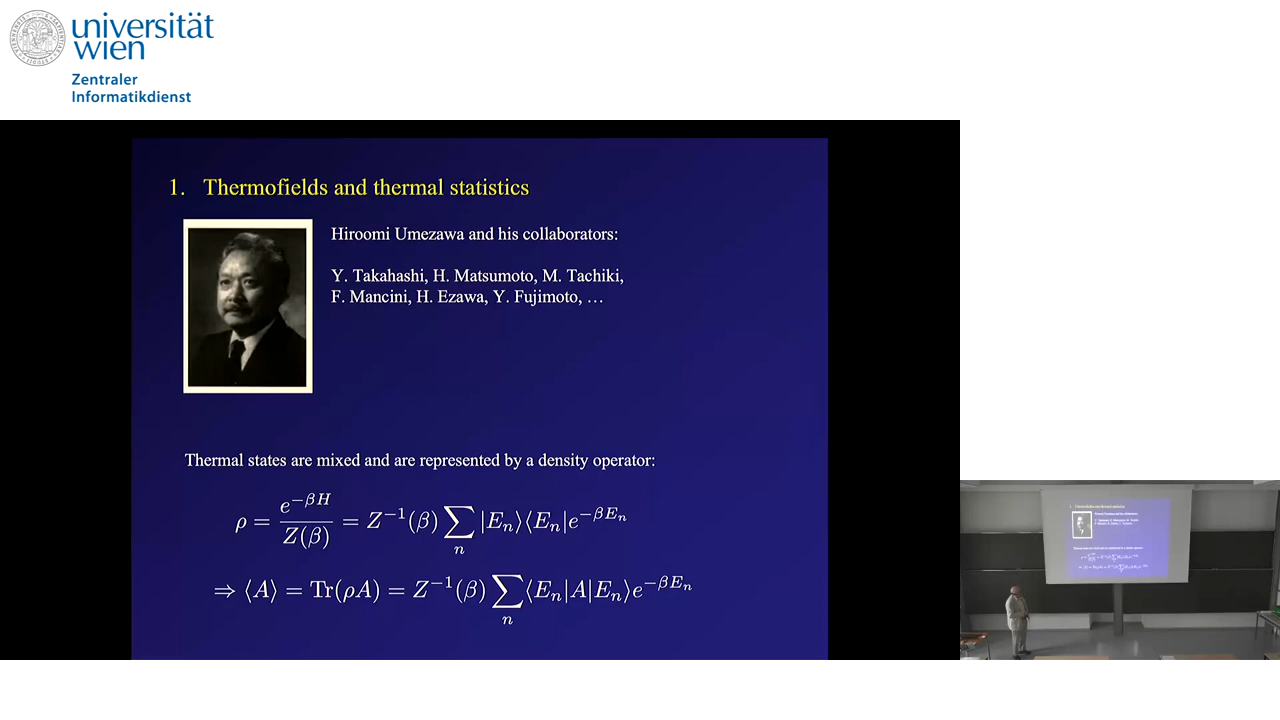 universität
wien
Zentraler
Informatikdienst
1. Thermofields and thermal statistics
Hiroomi Umezawa and his collaborators:
Y. Takahashi, H. Matsumoto, M. Tachiki,
F. Mancini, H. Ezawa, Y. Fujimoto, …
Thermal states are mixed and are represented by a density operator:
ρ = e^{−βH} / Z(β) = Z^{−1}(β) ∑_n |E_n⟩⟨E_n|e^{−βE_n}
⇒ ⟨A⟩ = Tr(ρA) = Z^{−1}(β) ∑_n ⟨E_n|A|E_n⟩e^{−βE_n}